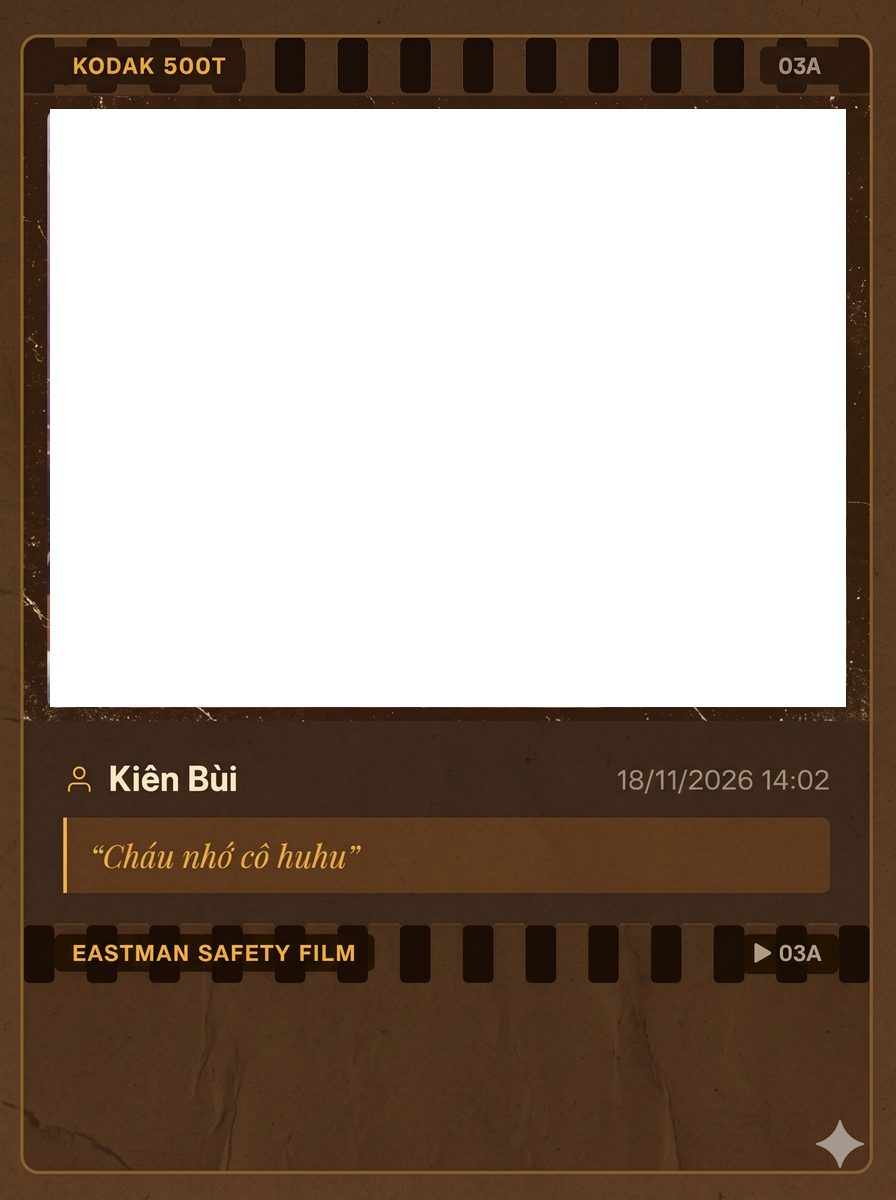 KODAK 500T
03A
Kiên Bùi
18/11/2026 14:02
“Cháu nhớ cô huhu”
EASTMAN SAFETY FILM
▶ 03A